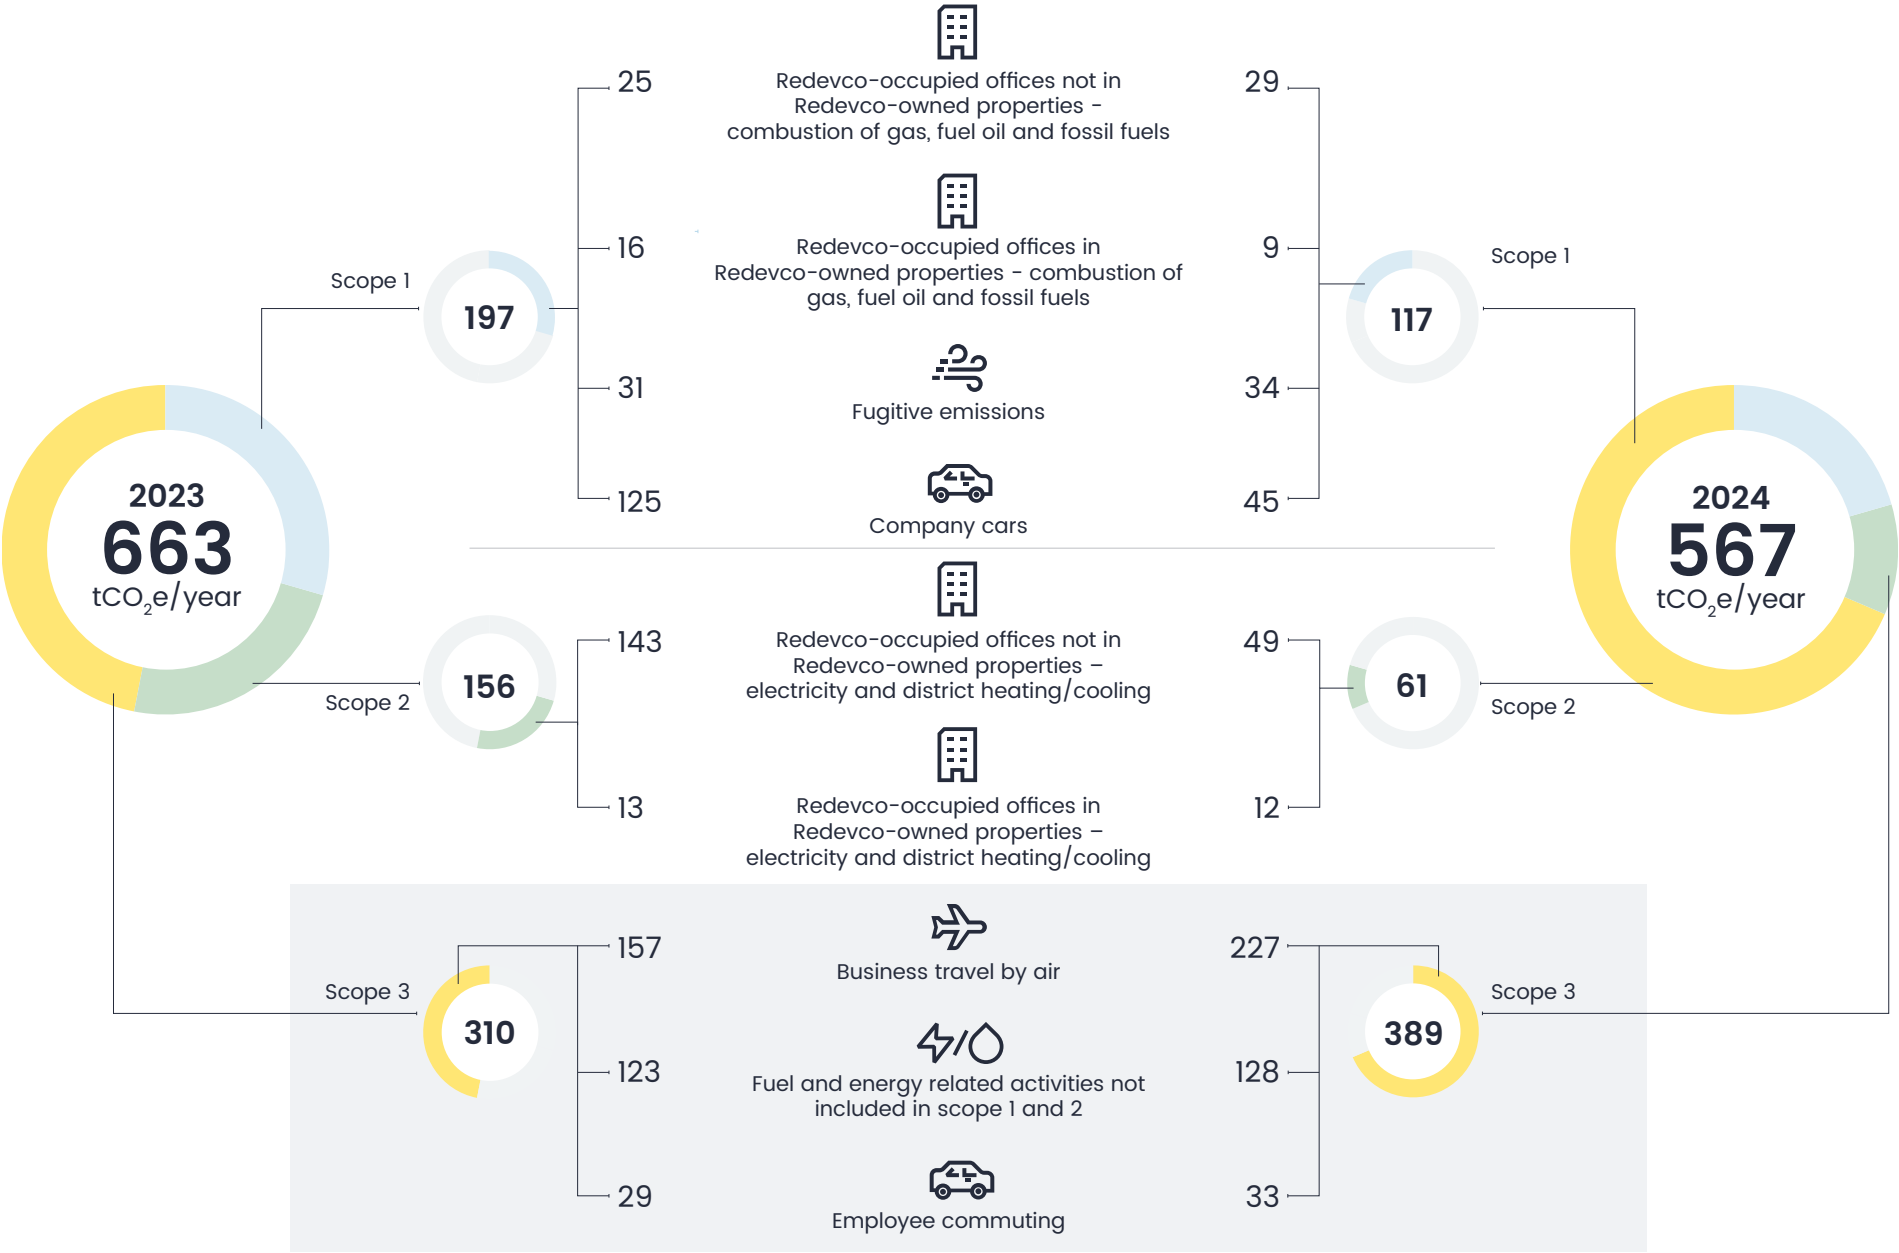 2023
663
tCO2e/year
Scope 1
197
25
16
31
125
Scope 2
156
143
13
Scope 3
310
157
123
29
Redevco-occupied offices not in
Redevco-owned properties -
combustion of gas, fuel oil and fossil fuels
Redevco-occupied offices in
Redevco-owned properties - combustion of
gas, fuel oil and fossil fuels
Fugitive emissions
Company cars
Redevco-occupied offices not in
Redevco-owned properties –
electricity and district heating/cooling
Redevco-occupied offices in
Redevco-owned properties –
electricity and district heating/cooling
Business travel by air
Fuel and energy related activities not
included in scope 1 and 2
Employee commuting
29
9
34
45
117
Scope 1
49
12
61
Scope 2
227
128
33
389
Scope 3
2024
567
tCO2e/year